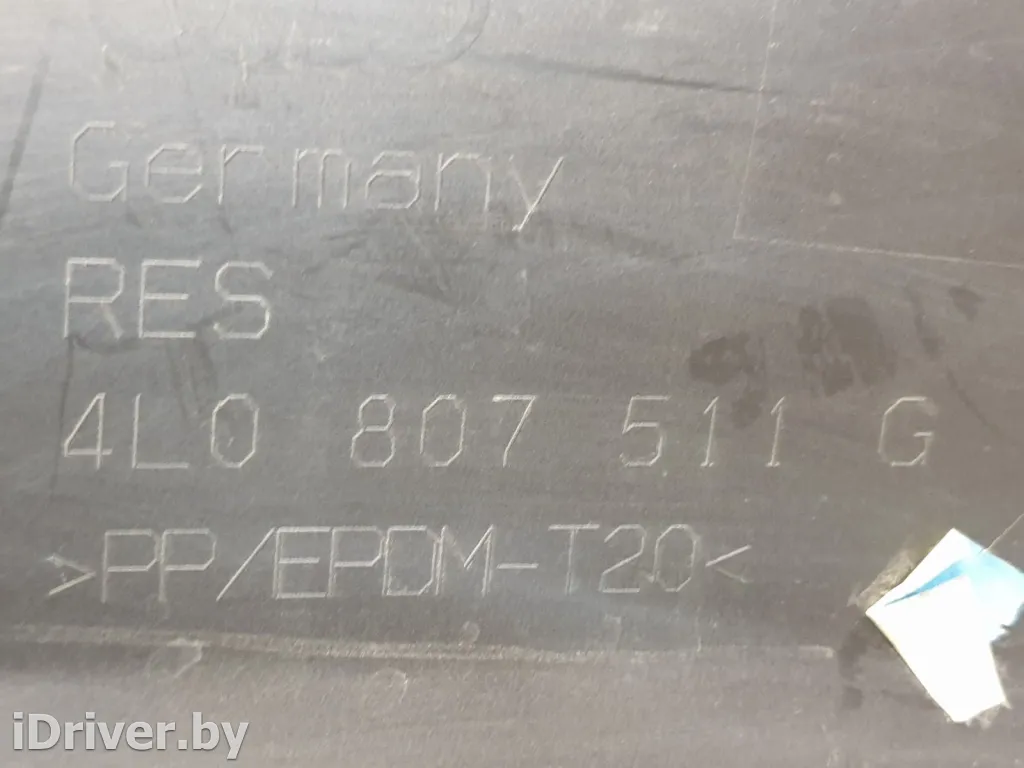 Germany
RES
4L0 807 511 G
>PP/EPDM-T20<
iDriver.by